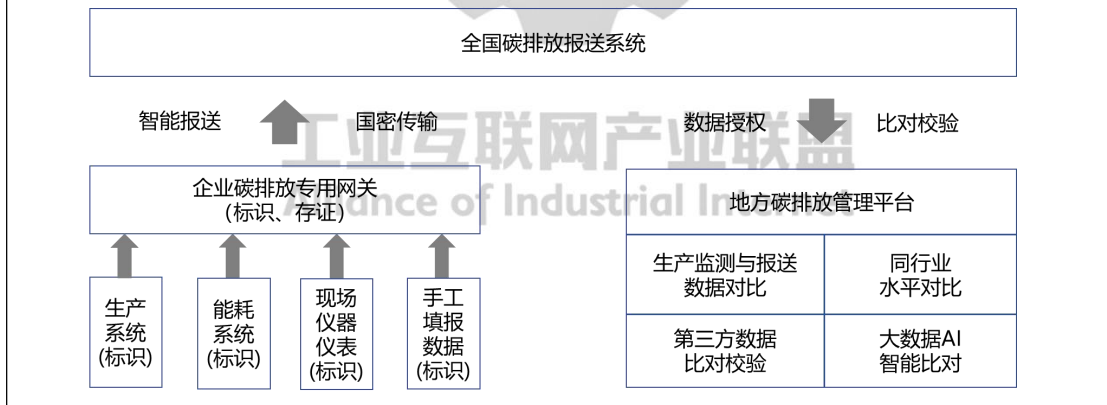 全国碳排放报送系统
智能报送
国密传输
数据授权
比对校验
工业互联网产业联盟
Alliance of Industrial Internet
企业碳排放专用网关
(标识、存证)
生产
系统
(标识)
能耗
系统
(标识)
现场
仪器
仪表
(标识)
手工
填报
数据
(标识)
地方碳排放管理平台
生产监测与报送
数据对比
同行业
水平对比
第三方数据
比对校验
大数据AI
智能比对